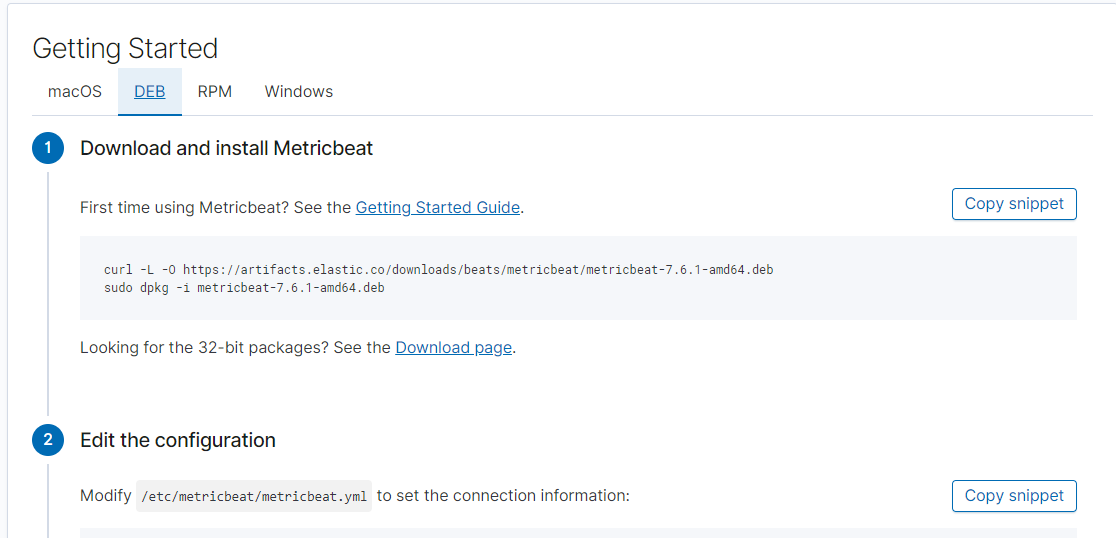 Getting Started
macOS DEB RPM Windows
1 Download and install Metricbeat
First time using Metricbeat? See the Getting Started Guide. Copy snippet
curl -L -O https://artifacts.elastic.co/downloads/beats/metricbeat/metricbeat-7.6.1-amd64.deb
sudo dpkg -i metricbeat-7.6.1-amd64.deb
Looking for the 32-bit packages? See the Download page.
2 Edit the configuration
Modify /etc/metricbeat/metricbeat.yml to set the connection information: Copy snippet